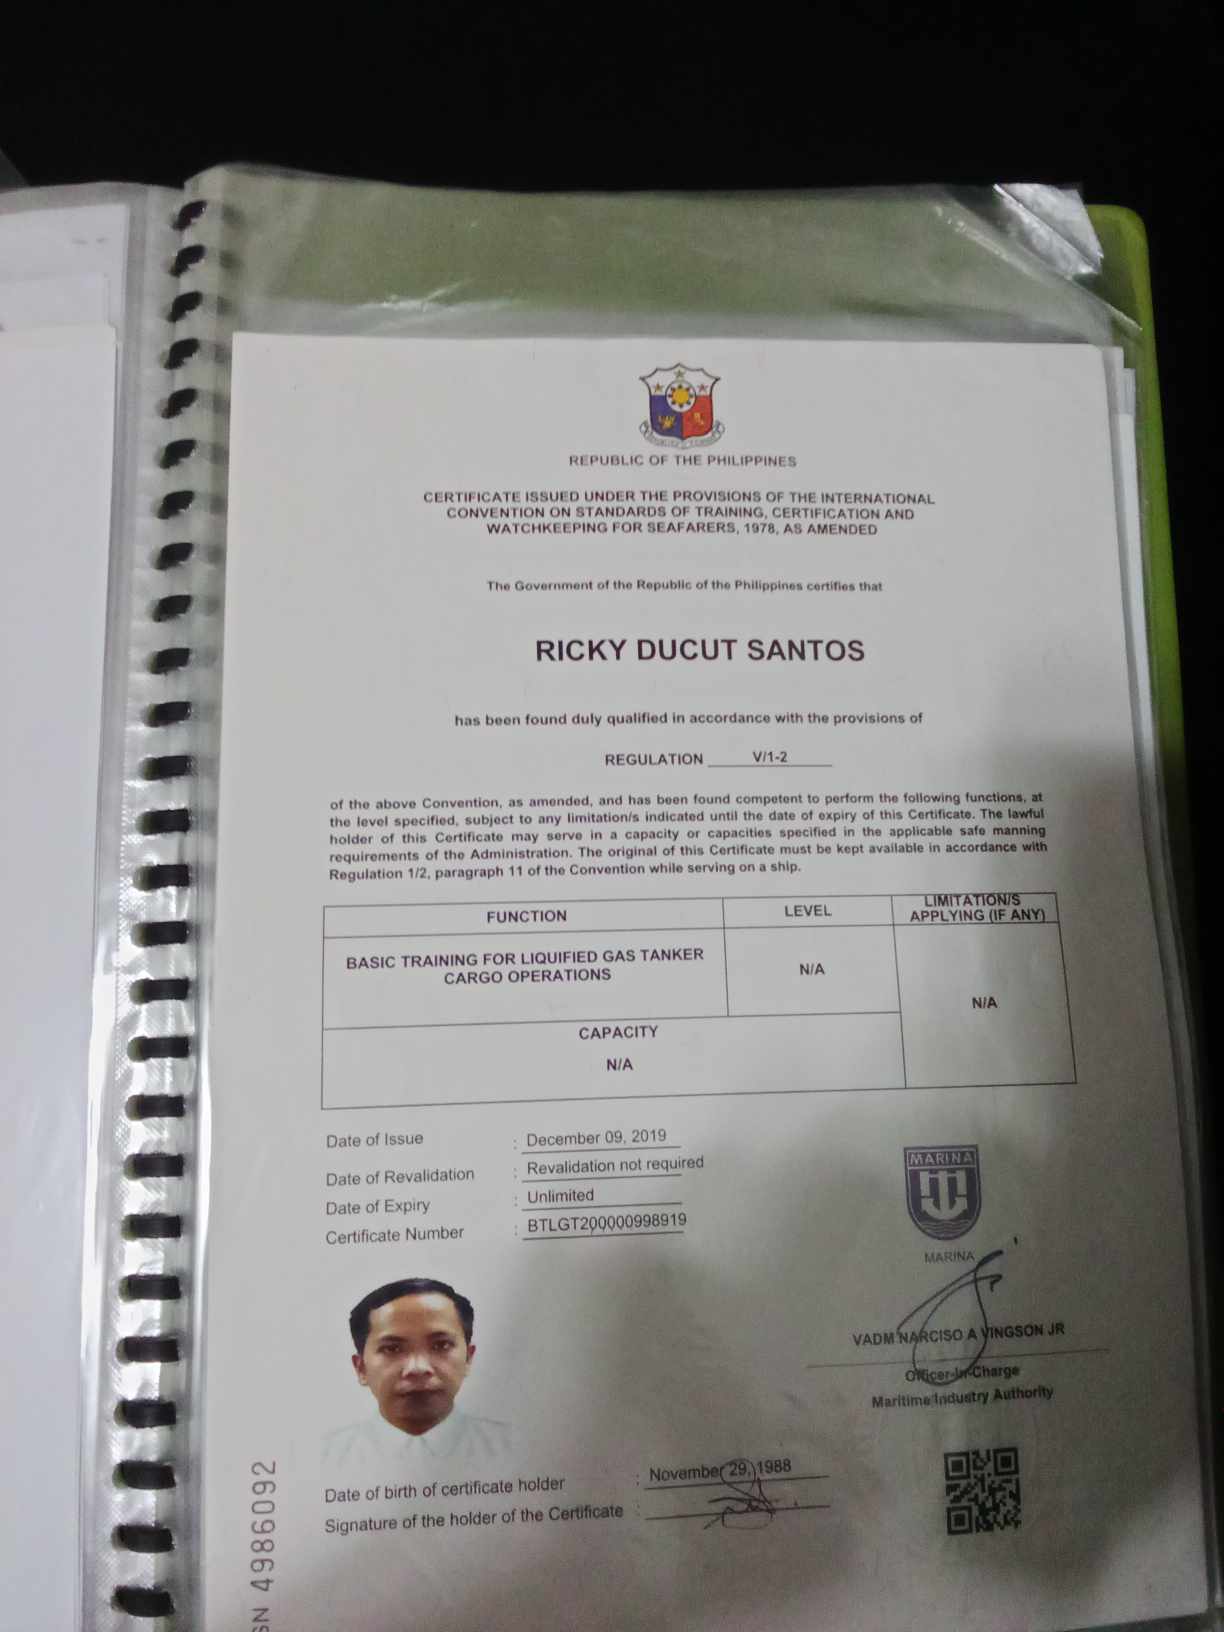 REPUBLIC OF THE PHILIPPINES
CERTIFICATE ISSUED UNDER THE PROVISIONS OF THE INTERNATIONAL
CONVENTION ON STANDARDS OF TRAINING, CERTIFICATION AND
WATCHKEEPING FOR SEAFARERS, 1978, AS AMENDED
The Government of the Republic of the Philippines certifies that
RICKY DUCUT SANTOS
has been found duly qualified in accordance with the provisions of
REGULATION V/1-2
of the above Convention, as amended, and has been found competent to perform the following functions, at
the level specified, subject to any limitation/s indicated until the date of expiry of this Certificate. The lawful
holder of this Certificate may serve in a capacity or capacities specified in the applicable safe manning
requirements of the Administration. The original of this Certificate must be kept available in accordance with
Regulation 1/2, paragraph 11 of the Convention while serving on a ship.
FUNCTION LEVEL LIMITATION/S
APPLYING (IF ANY)
BASIC TRAINING FOR LIQUIFIED GAS TANKER
CARGO OPERATIONS
N/A
N/A
CAPACITY
N/A
Date of Issue : December 09, 2019
Date of Revalidation : Revalidation not required
Date of Expiry : Unlimited
Certificate Number : BTLGT200000998919
MARINA
MARINA
VADM NARCISO A VINGSON JR
Officer-In-Charge
Maritime Industry Authority
Date of birth of certificate holder : November 29, 1988
Signature of the holder of the Certificate :
SN 4986092